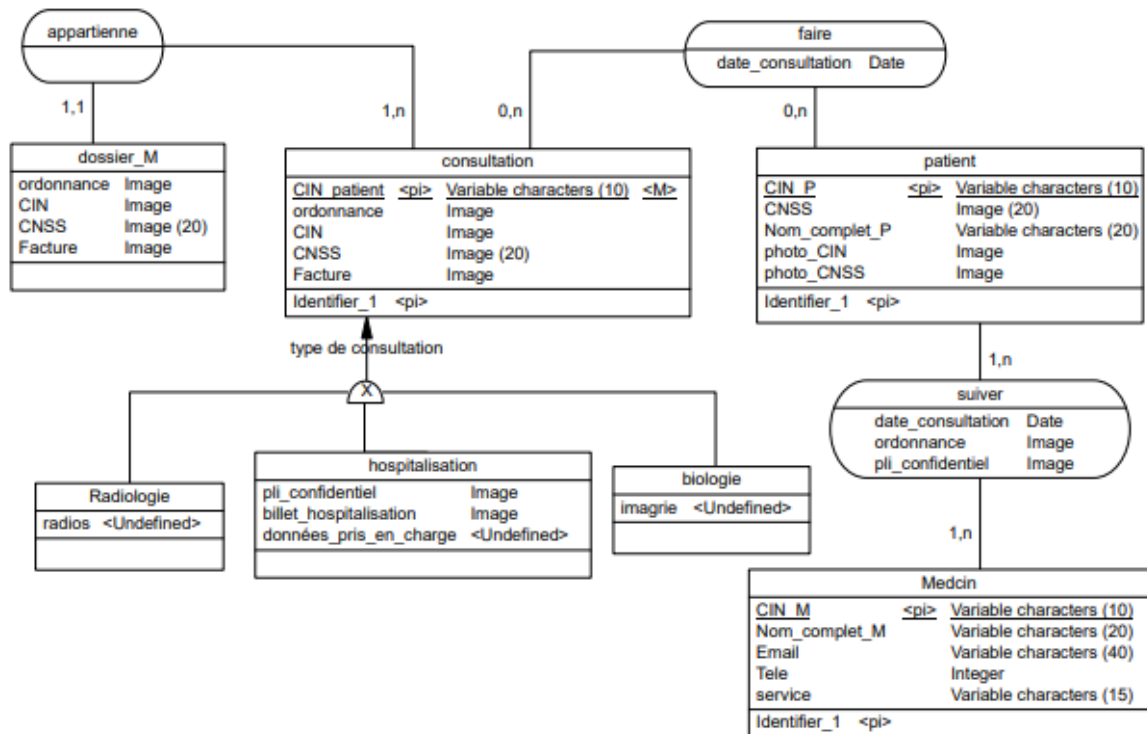 appartienne
faire
date_consultation Date
1,1
1,n
0,n
0,n
dossier_M
ordonnance Image
CIN Image
CNSS Image (20)
Facture Image
consultation
CIN_patient <pi> Variable characters (10) <M>
ordonnance Image
CIN Image
CNSS Image (20)
Facture Image
Identifier_1 <pi>
patient
CIN_P <pi> Variable characters (10)
CNSS Image (20)
Nom_complet_P Variable characters (20)
photo_CIN Image
photo_CNSS Image
Identifier_1 <pi>
type de consultation
X
1,n
suiver
date_consultation Date
ordonnance Image
pli_confidentiel Image
Radiologie
radios <Undefined>
hospitalisation
pli_confidentiel Image
billet_hospitalisation Image
données_pris_en_charge <Undefined>
biologie
imagrie <Undefined>
1,n
Medcin
CIN_M <pi> Variable characters (10)
Nom_complet_M Variable characters (20)
Email Variable characters (40)
Tele Integer
service Variable characters (15)
Identifier_1 <pi>